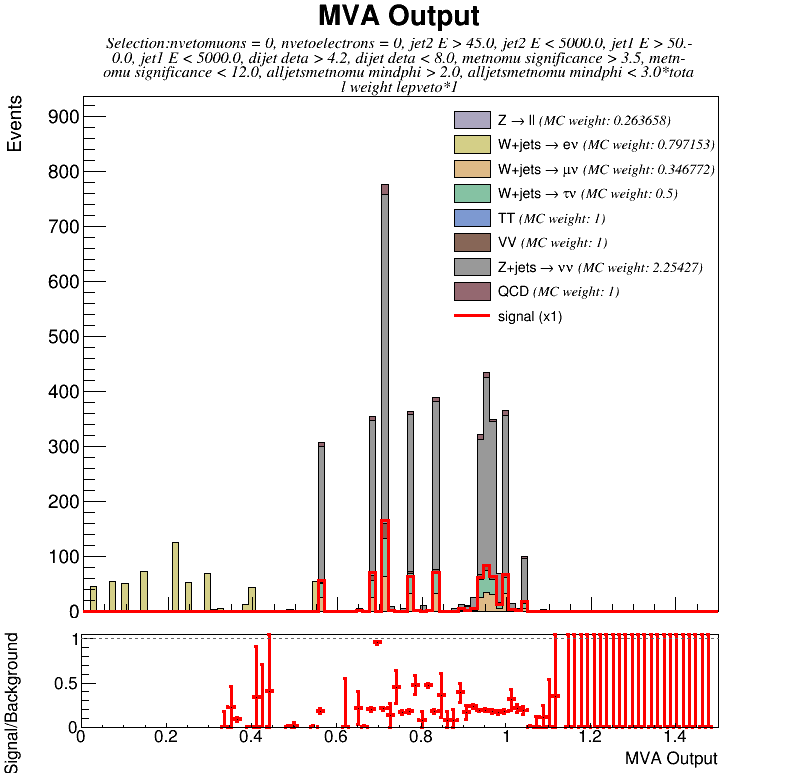 MVA Output
Selection:nvetomuons = 0, nvetoelectrons = 0, jet2 E > 45.0, jet2 E < 5000.0, jet1 E > 50.-
0.0, jet1 E < 5000.0, dijet deta > 4.2, dijet deta < 8.0, metnomu significance > 3.5, metn-
omu significance < 12.0, alljetsmetnomu mindphi > 2.0, alljetsmetnomu mindphi < 3.0*tota
l weight lepveto*1
Events
900
800
700
600
500
400
300
200
100
0
Z → ll (MC weight: 0.263658)
W+jets → eν (MC weight: 0.797153)
W+jets → μν (MC weight: 0.346772)
W+jets → τν (MC weight: 0.5)
TT (MC weight: 1)
VV (MC weight: 1)
Z+jets → νν (MC weight: 2.25427)
QCD (MC weight: 1)
signal (x1)
Signal/Background
1
0.5
0
0 0.2 0.4 0.6 0.8 1 1.2 1.4
MVA Output